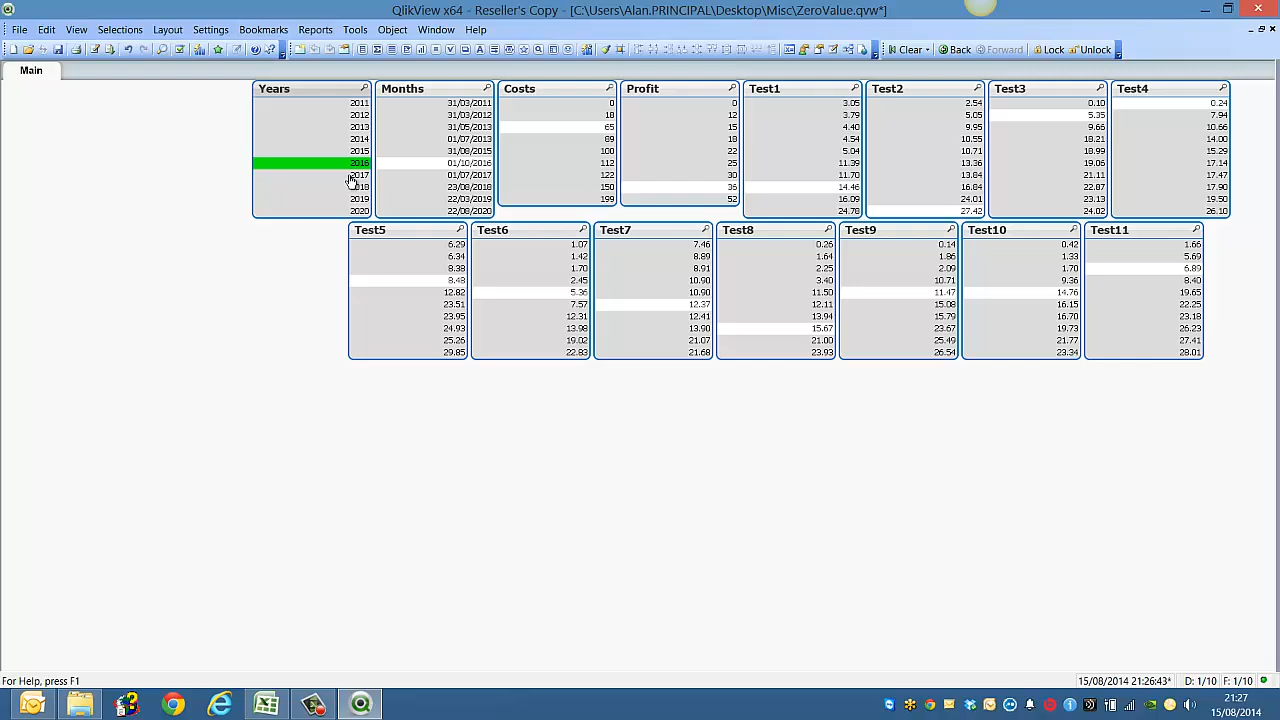 QlikView x64 - Reseller's Copy - [C:\Users\Alan.PRINCIPAL\Desktop\Misc\ZeroValue.qvw*]
File Edit View Selections Layout Settings Bookmarks Reports Tools Object Window Help
Clear Back Forward Lock Unlock
Main
Years Months Costs Profit Test1 Test2 Test3 Test4
2011 31/03/2011 0 0 3.05 2.54 0.10 0.24
2012 31/03/2012 18 12 3.79 5.05 5.35 7.94
2013 31/05/2013 65 15 4.40 9.95 9.66 10.66
2014 01/07/2013 89 18 4.54 10.55 18.21 14.00
2015 31/08/2015 100 22 5.04 10.71 18.99 15.29
2016 01/10/2016 112 25 11.39 13.36 19.06 17.14
2017 01/07/2017 122 30 11.70 13.84 21.11 17.47
2018 23/08/2018 150 36 14.46 16.84 22.87 17.90
2019 22/03/2019 199 52 16.09 24.01 23.13 19.50
2020 22/08/2020 24.78 27.42 24.02 26.10
Test5 Test6 Test7 Test8 Test9 Test10 Test11
6.29 1.07 7.46 0.26 0.14 0.42 1.66
6.34 1.42 8.89 1.64 1.86 1.33 5.69
8.38 1.70 8.91 2.25 2.09 1.70 6.89
8.48 2.45 10.90 3.40 10.71 9.36 8.40
12.82 5.36 10.90 11.50 11.47 14.76 19.65
23.51 7.57 12.37 12.11 15.08 16.15 22.25
23.95 12.31 12.41 13.94 15.79 16.70 23.18
24.93 13.98 13.90 15.67 23.67 19.73 26.23
25.26 19.02 21.07 21.00 25.49 21.77 27.41
29.85 22.83 21.68 23.93 26.54 23.34 28.01
For Help, press F1 15/08/2014 21:26:43* D: 1/10 F: 1/10
21:27
15/08/2014